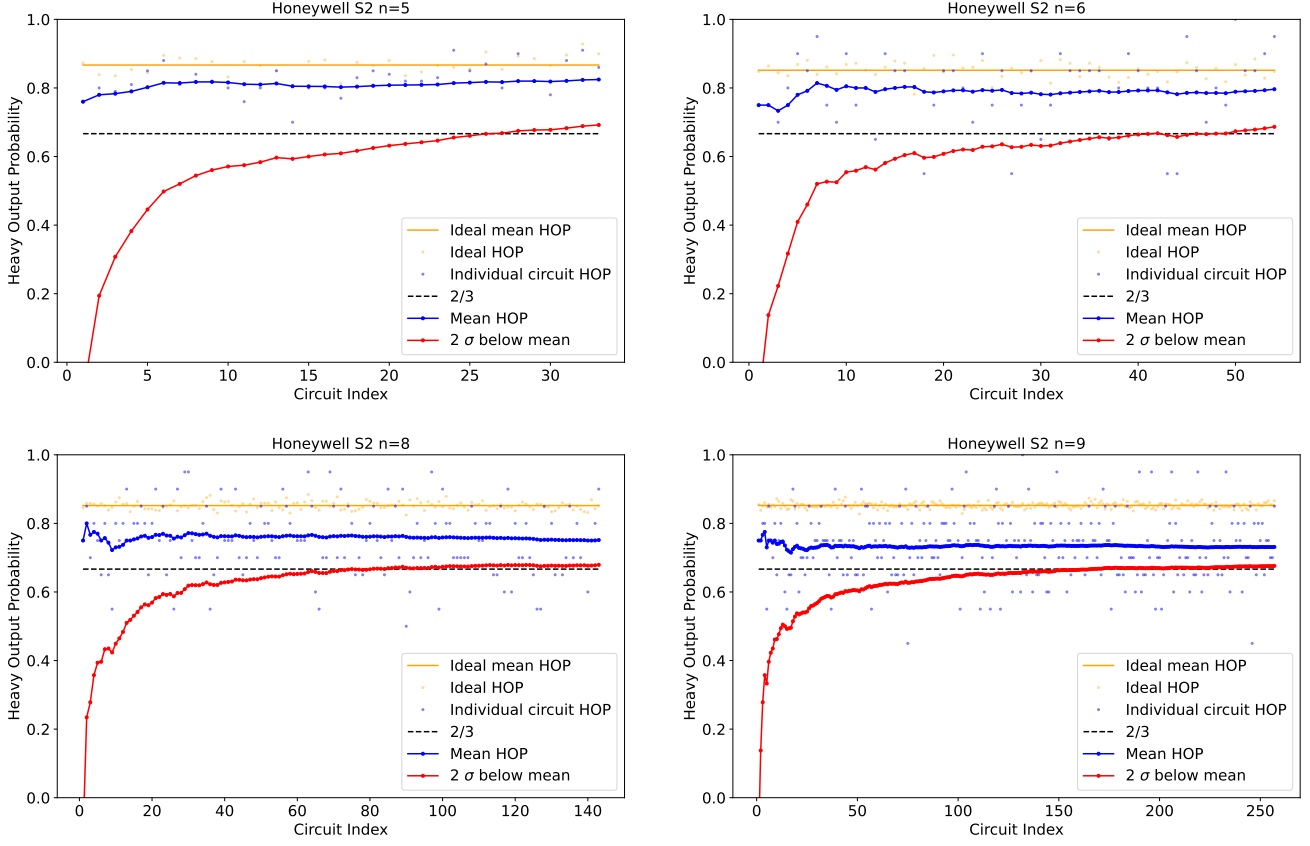 Honeywell S2 n=5
Heavy Output Probability
1.0
0.8
0.6
0.4
0.2
0.0
Ideal mean HOP
Ideal HOP
Individual circuit HOP
2/3
Mean HOP
2 σ below mean
0 5 10 15 20 25 30
Circuit Index
Honeywell S2 n=6
Heavy Output Probability
1.0
0.8
0.6
0.4
0.2
0.0
Ideal mean HOP
Ideal HOP
Individual circuit HOP
2/3
Mean HOP
2 σ below mean
0 10 20 30 40 50
Circuit Index
Honeywell S2 n=8
Heavy Output Probability
1.0
0.8
0.6
0.4
0.2
0.0
Ideal mean HOP
Ideal HOP
Individual circuit HOP
2/3
Mean HOP
2 σ below mean
0 20 40 60 80 100 120 140
Circuit Index
Honeywell S2 n=9
Heavy Output Probability
1.0
0.8
0.6
0.4
0.2
0.0
Ideal mean HOP
Ideal HOP
Individual circuit HOP
2/3
Mean HOP
2 σ below mean
0 50 100 150 200 250
Circuit Index